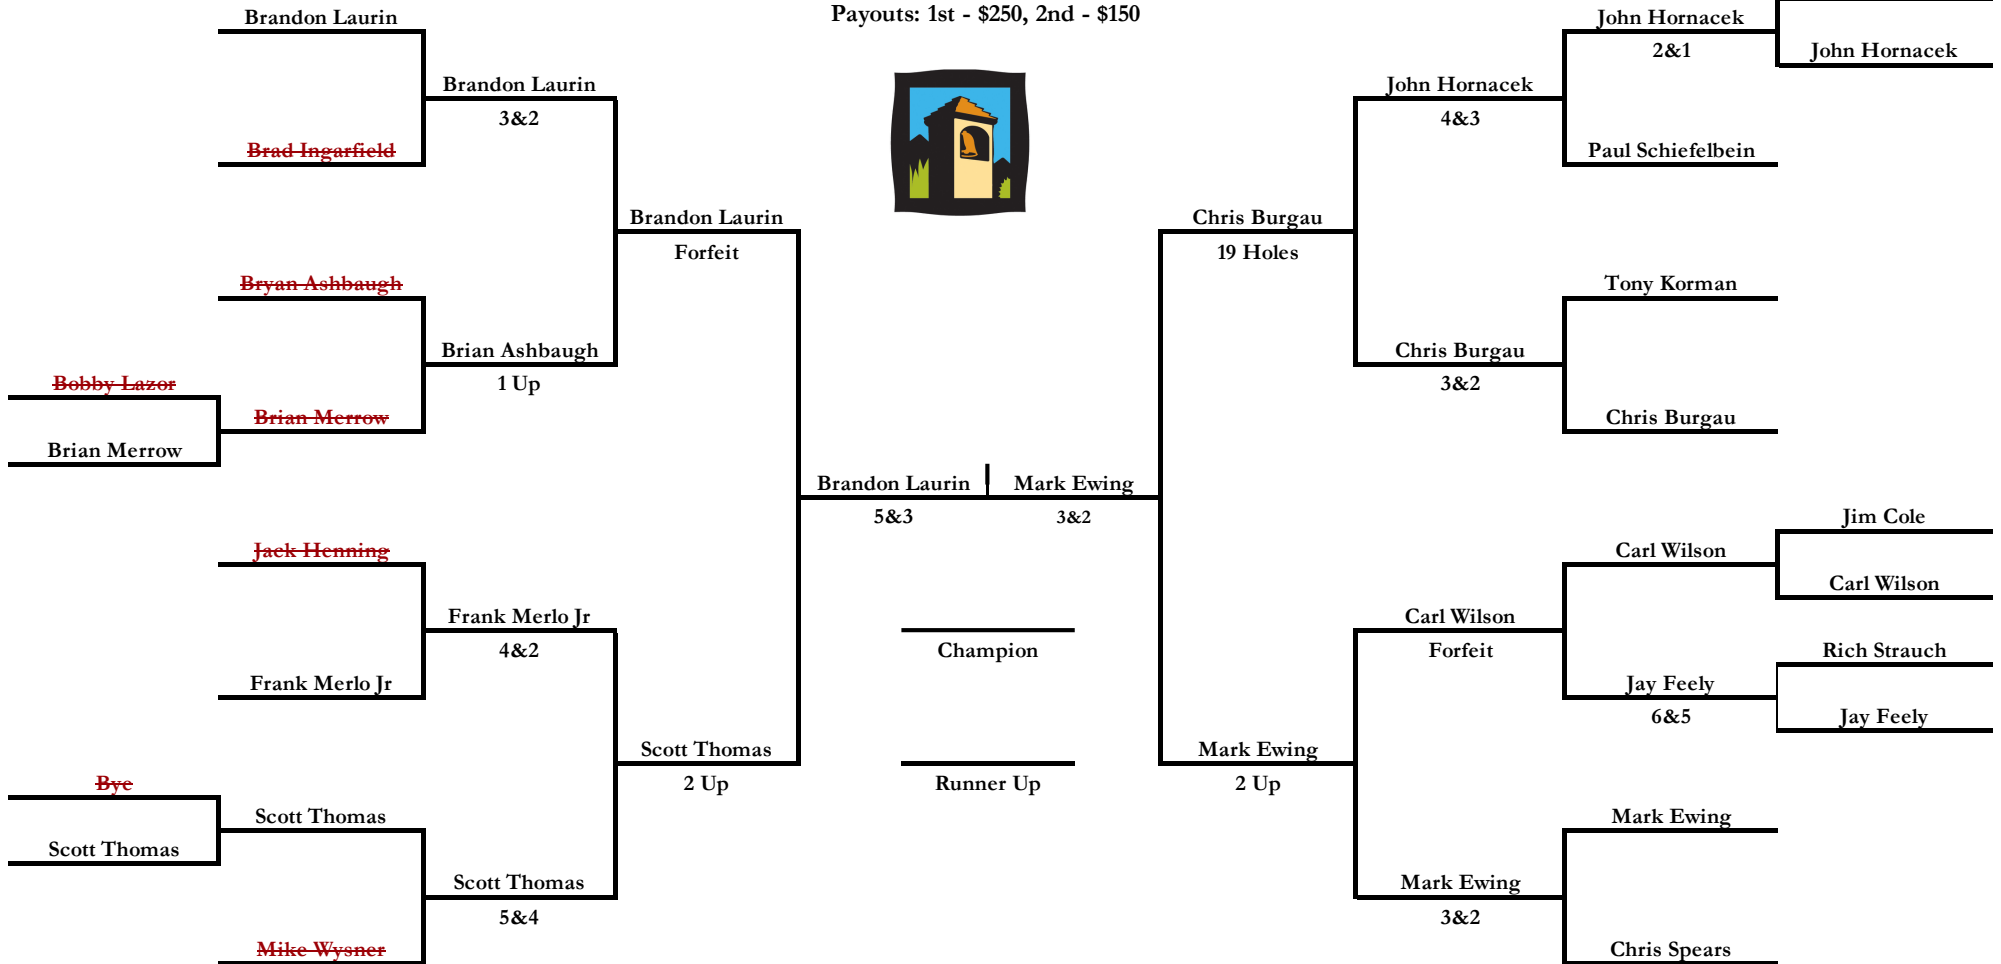 Payouts: 1st - $250, 2nd - $150
Brandon Laurin
Brandon Laurin
3&2
Brad Ingarfield
Brandon Laurin
Forfeit
Bryan Ashbaugh
Brian Ashbaugh
1 Up
Bobby Lazor
Brian Merrow
Brian Merrow
Brandon Laurin
5&3
Jack Henning
Frank Merlo Jr
4&2
Frank Merlo Jr
Scott Thomas
2 Up
Bye
Scott Thomas
Scott Thomas
Scott Thomas
5&4
Mike Wysner
Mark Ewing
3&2
Champion
Runner Up
John Hornacek
2&1
John Hornacek
John Hornacek
4&3
Paul Schiefelbein
Chris Burgau
19 Holes
Tony Korman
Chris Burgau
3&2
Chris Burgau
Jim Cole
Carl Wilson
Carl Wilson
Carl Wilson
Forfeit
Rich Strauch
Jay Feely
6&5
Jay Feely
Mark Ewing
2 Up
Mark Ewing
Mark Ewing
3&2
Chris Spears